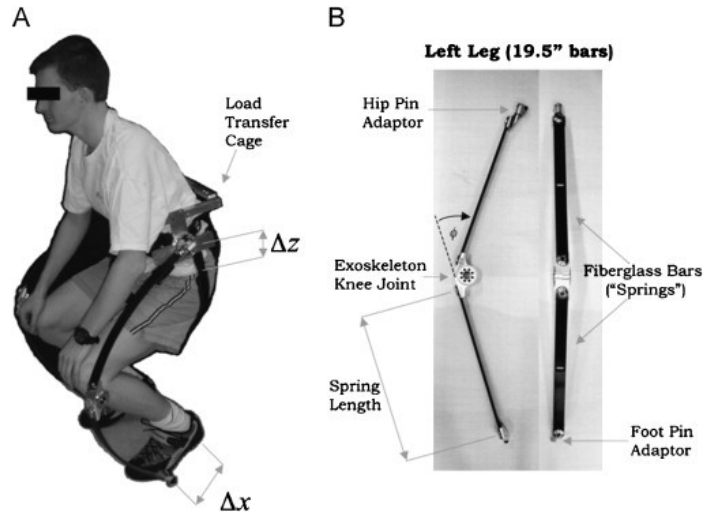 A
Load
Transfer
Cage
Δz
Δx
B
Left Leg (19.5” bars)
Hip Pin
Adaptor
ϕ
Exoskeleton
Knee Joint
Fiberglass Bars
(“Springs”)
Spring
Length
Foot Pin
Adaptor